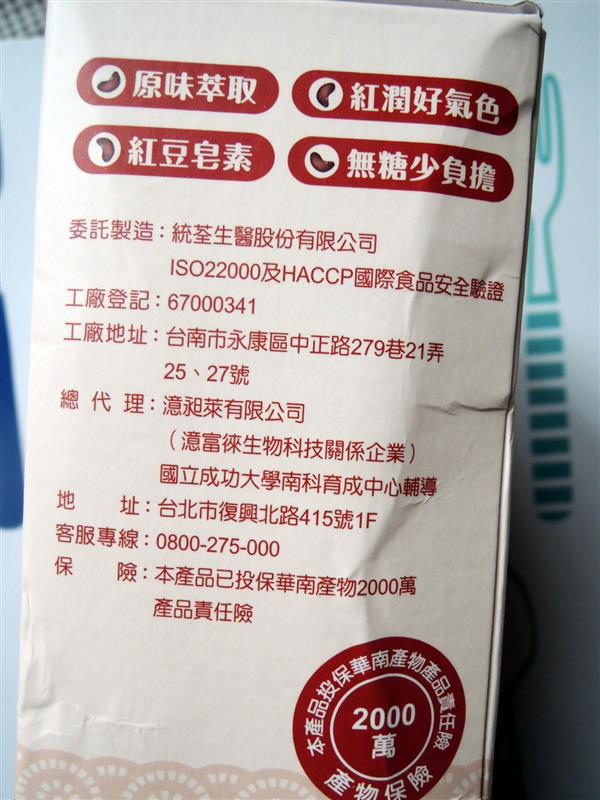 原味萃取
紅潤好氣色
紅豆皂素
無糖少負擔
委託製造：統荃生醫股份有限公司
ISO22000及HACCP國際食品安全驗證
工廠登記：67000341
工廠地址：台南市永康區中正路279巷21弄
25、27號
總代理：澺昶萊有限公司
（澺富徠生物科技關係企業）
國立成功大學南科育成中心輔導
地址：台北市復興北路415號1F
客服專線：0800-275-000
保險：本產品已投保華南產物2000萬
產品責任險
本產品投保華南產物產品責任險
2000
萬
產物保險